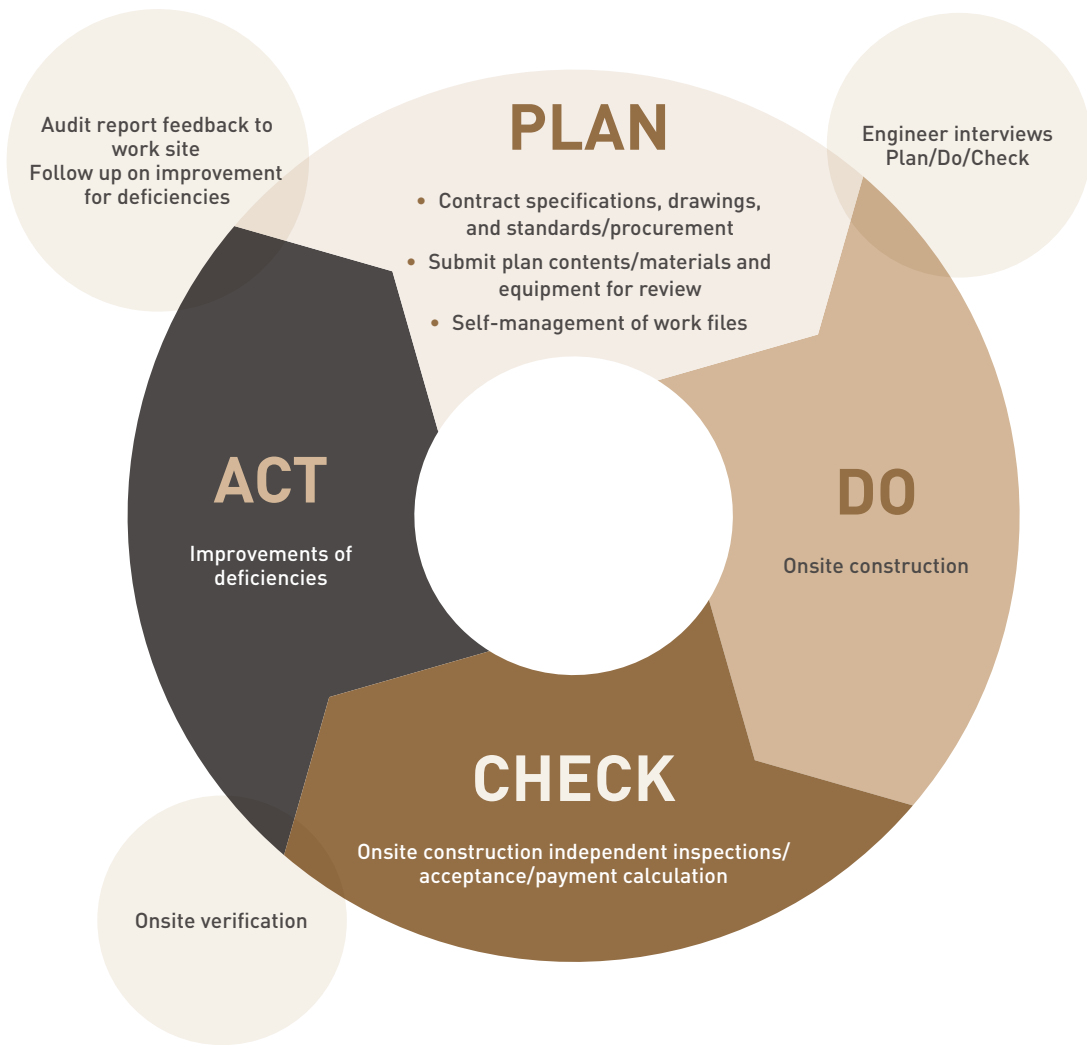 Audit report feedback to
work site
Follow up on improvement
for deficiencies
PLAN
• Contract specifications, drawings,
and standards/procurement
• Submit plan contents/materials and
equipment for review
• Self-management of work files
Engineer interviews
Plan/Do/Check
ACT
Improvements of
deficiencies
DO
Onsite construction
CHECK
Onsite construction independent inspections/
acceptance/payment calculation
Onsite verification